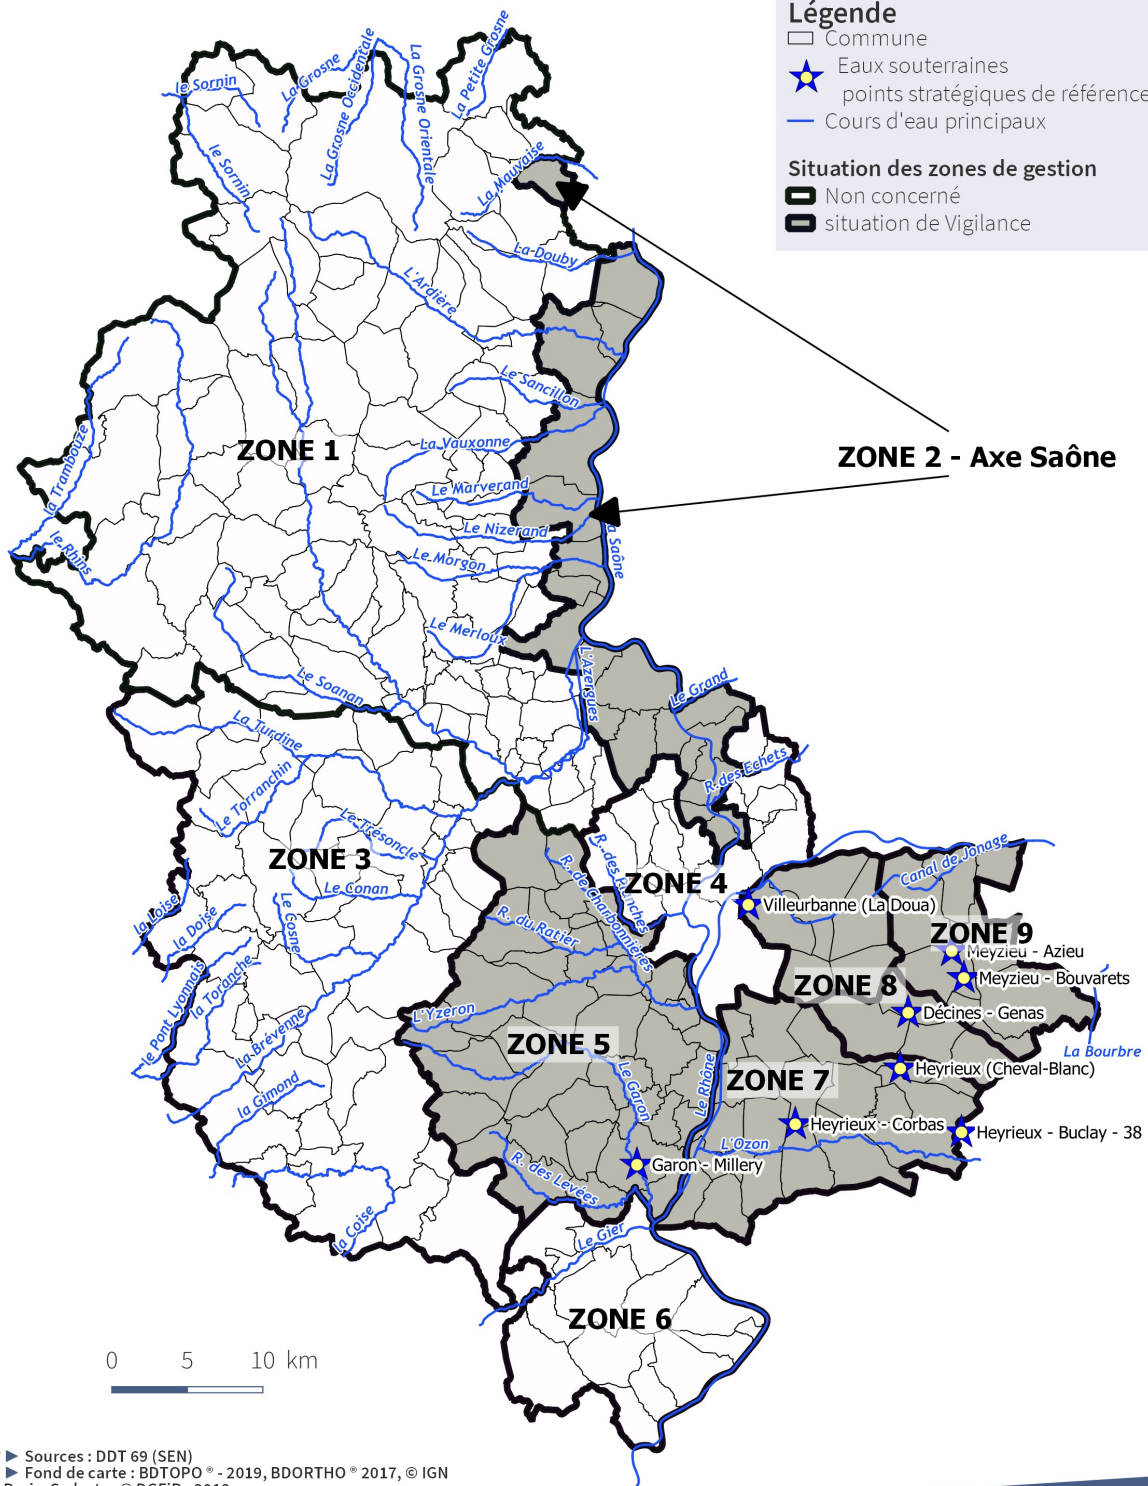 Légende
Commune
Eaux souterraines
points stratégiques de référence
Cours d'eau principaux
Situation des zones de gestion
Non concerné
situation de Vigilance
le Sornin
La Grosne
La Grosne Occidentale
La Grosne Orientale
La Petite Grosne
le Sornin
La Mauvaise
La Douby
L'Ardière
Le Sancillon
la Trambouze
ZONE 1
La Vauxonne
ZONE 2 - Axe Saône
Le Marverand
Le Nizerand
la Saône
le Rhins
Le Morgon
Le Merloux
L'Azergues
Le Soanan
Le Grand
La Turdine
R. des Echets
Le Torranchin
Le Trésoncle
ZONE 3
R. des Planches
R. de Charbonnières
ZONE 4
Canal de Jonage
Le Conan
Villeurbanne (La Doua)
la Loise
la Doise
Le Gosne
R. du Ratier
ZONE 9
Meyzieu - Azieu
Meyzieu - Bouvarets
le Pont Lyonnais
la Toranche
ZONE 8
L'Yzeron
Décines - Genas
La Brévenne
ZONE 5
La Bourbre
Heyrieux (Cheval-Blanc)
la Gimond
Le Garon
Le Rhône
ZONE 7
Heyrieux - Corbas
Heyrieux - Buclay - 38
L'Ozon
Garon - Millery
R. des Levées
la Coise
Le Gier
ZONE 6
0 5 10 km
► Sources : DDT 69 (SEN)
► Fond de carte : BDTOPO ® - 2019, BDORTHO ® 2017, © IGN